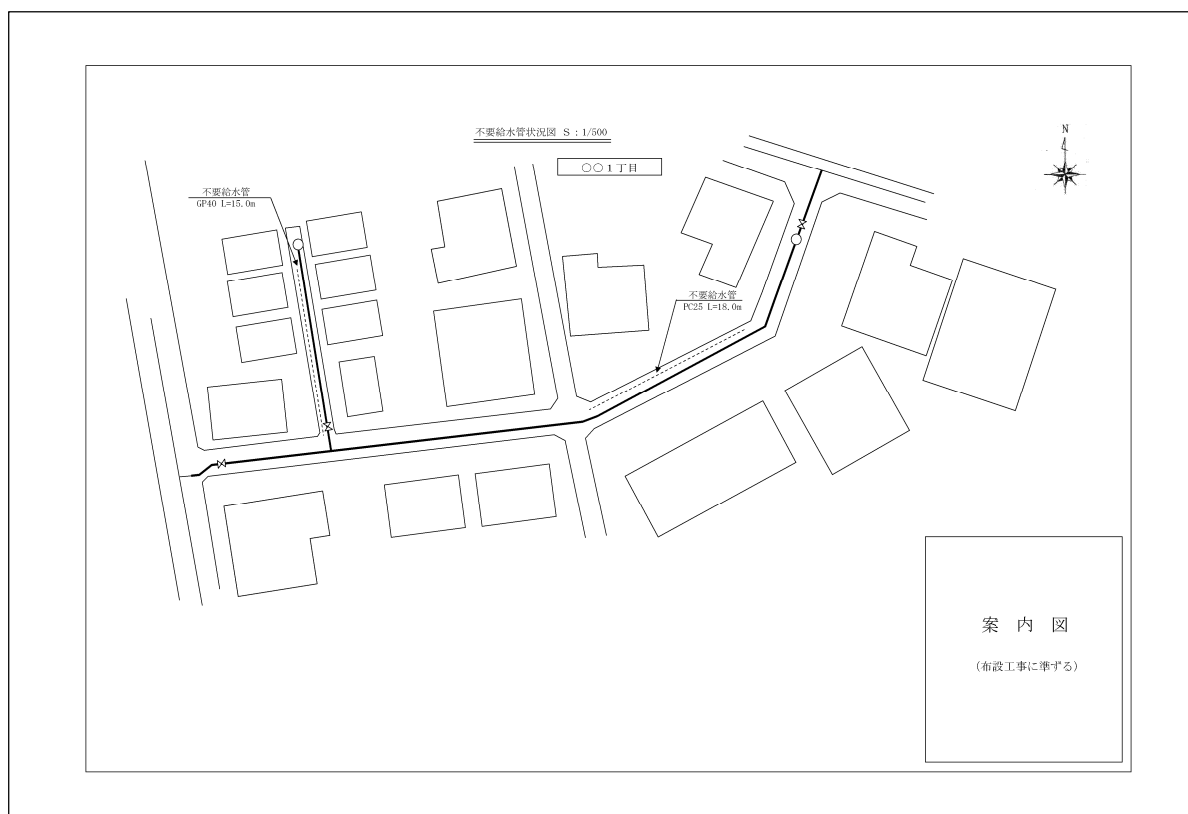 不要給水管状況図 S：1/500
N
○○１丁目
不要給水管
GP40 L=15.0m
不要給水管
PC25 L=18.0m
案 内 図
(布設工事に準ずる)